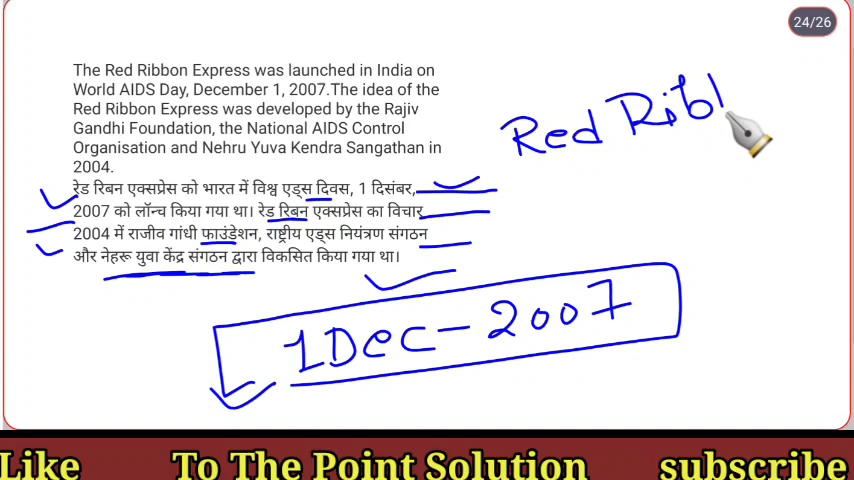 24/26
The Red Ribbon Express was launched in India on
World AIDS Day, December 1, 2007.The idea of the
Red Ribbon Express was developed by the Rajiv
Gandhi Foundation, the National AIDS Control
Organisation and Nehru Yuva Kendra Sangathan in
2004.
रेड रिबन एक्सप्रेस को भारत में विश्व एड्स दिवस, 1 दिसंबर,
2007 को लॉन्च किया गया था। रेड रिबन एक्सप्रेस का विचार
2004 में राजीव गांधी फाउंडेशन, राष्ट्रीय एड्स नियंत्रण संगठन
और नेहरू युवा केंद्र संगठन द्वारा विकसित किया गया था।
Red Ribl
1 Dec - 2007
Like To The Point Solution subscribe